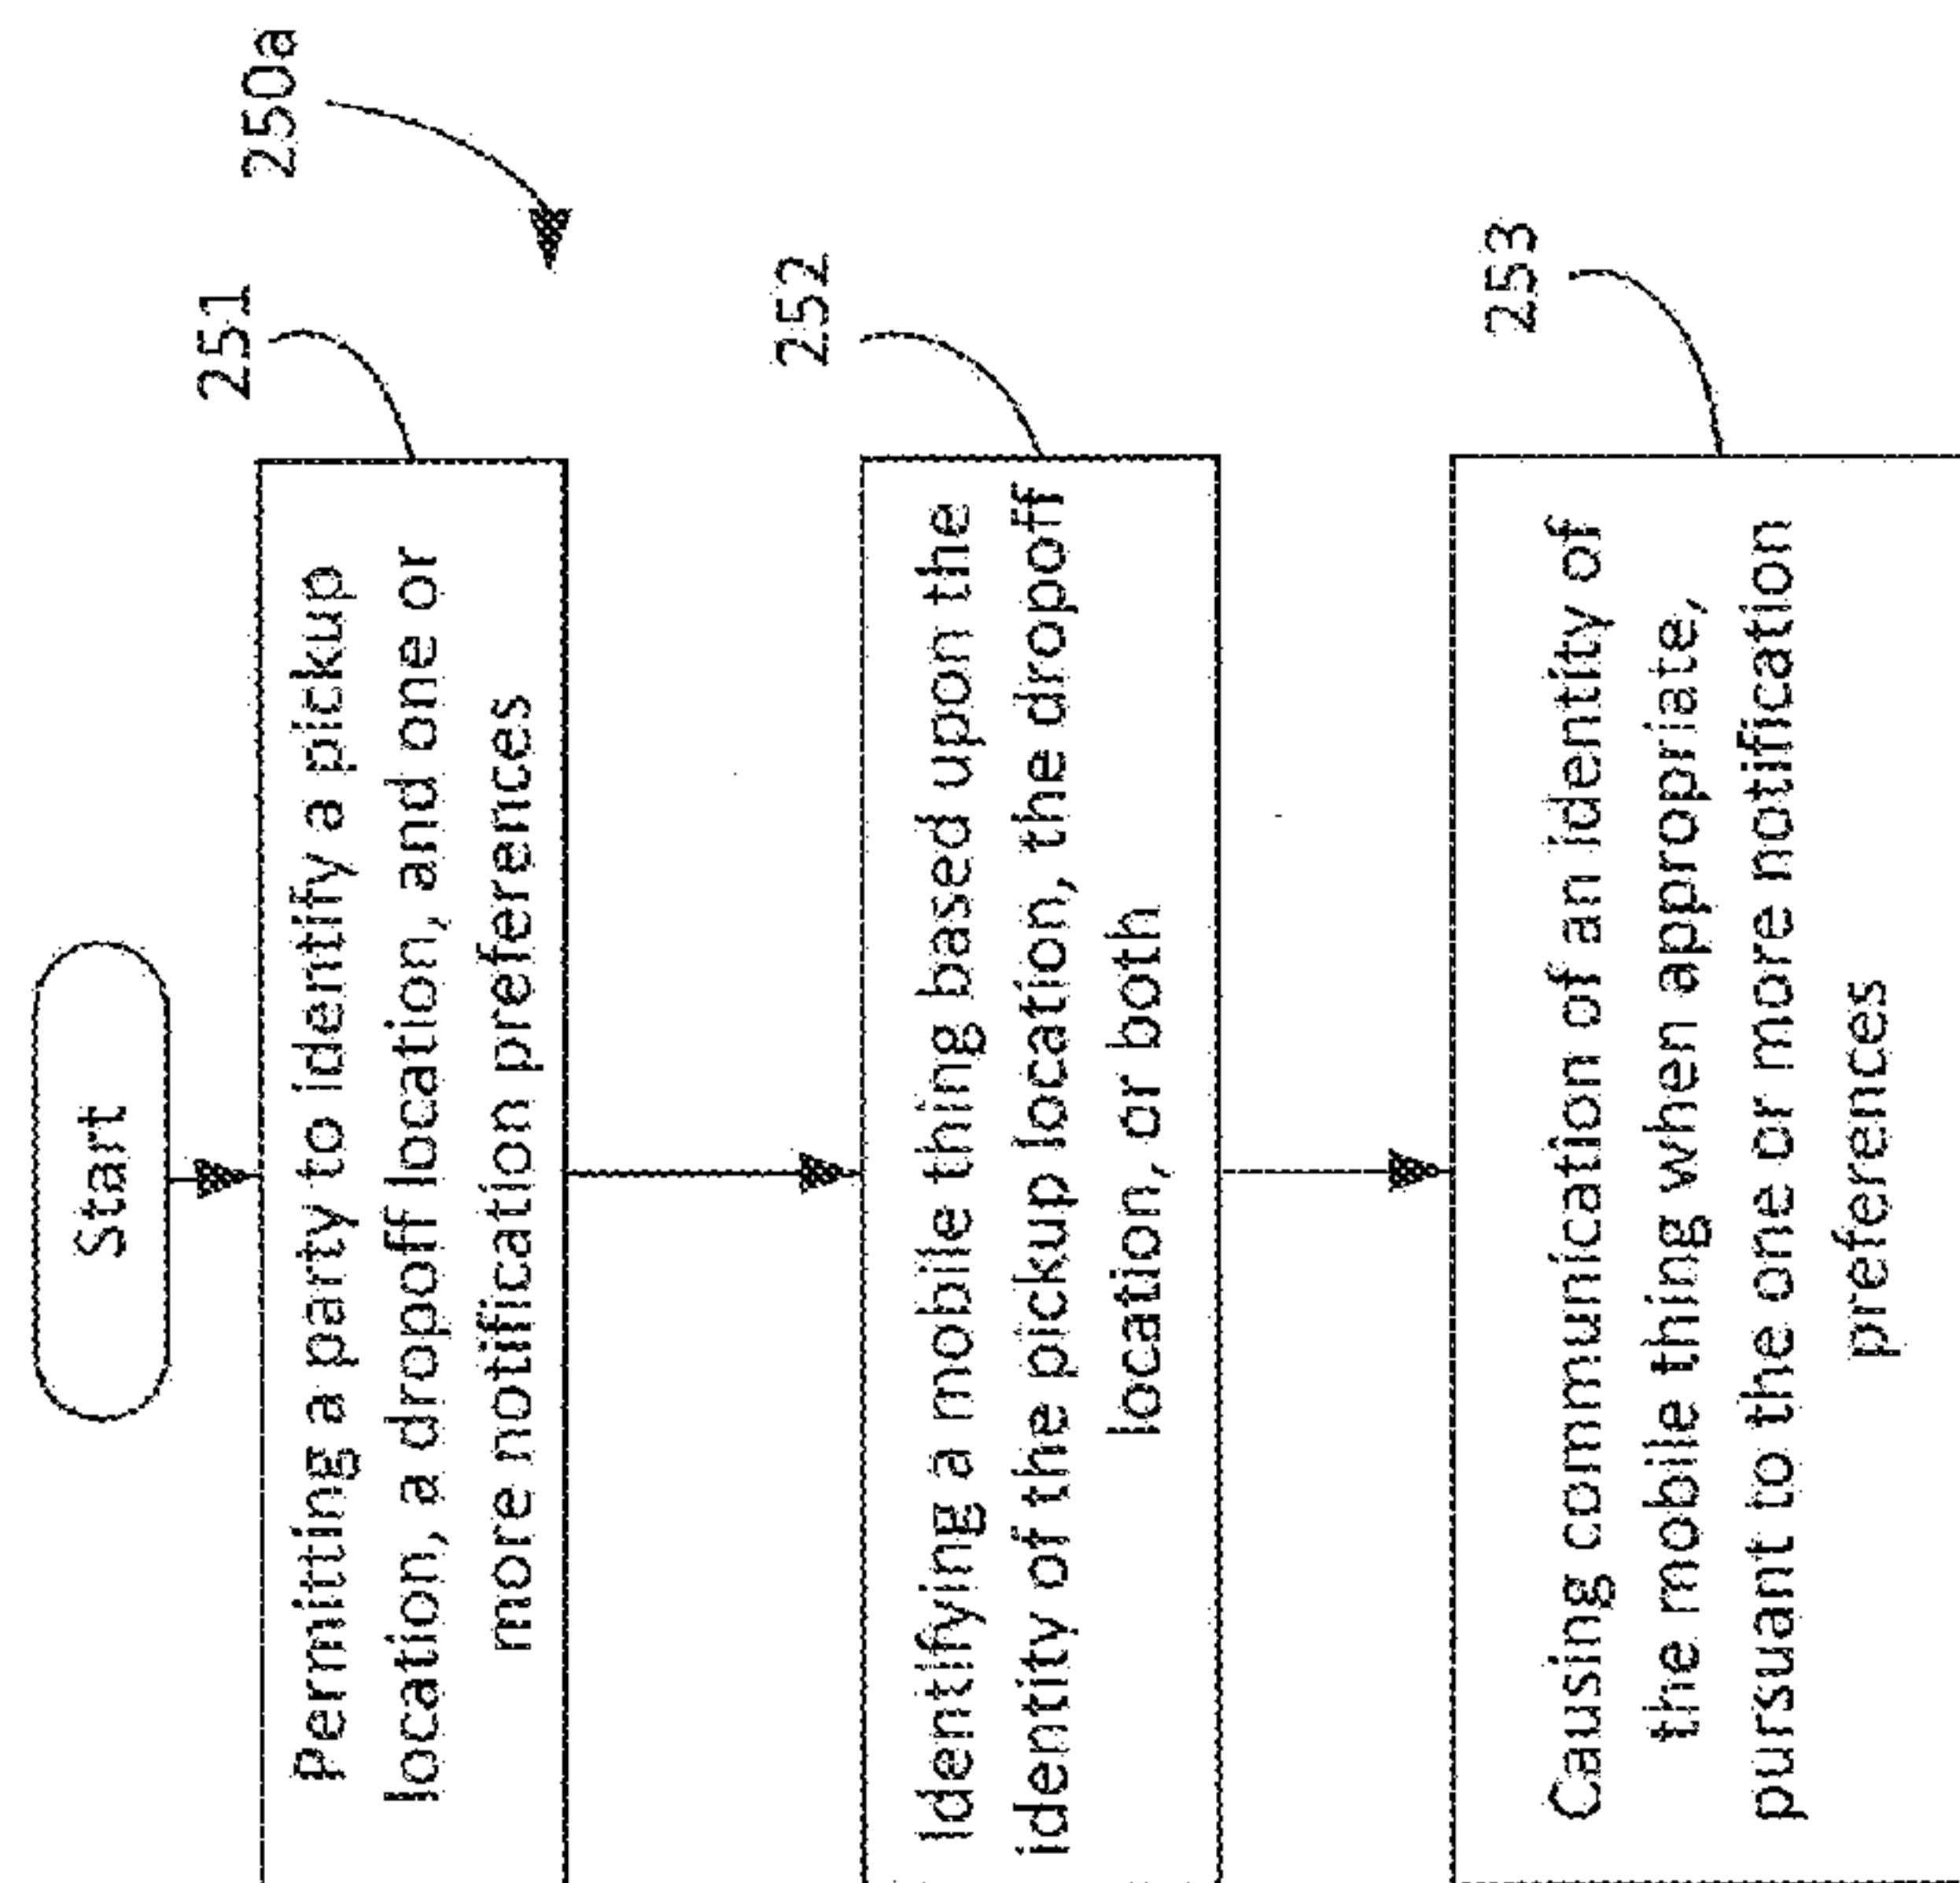 250a
Start
251
Permitting a party to identify a pickup
location, a dropoff location, and one or
more notification preferences
252
Identifying a mobile thing based upon the
identity of the pickup location, the dropoff
location, or both
253
Causing communication of an identity of
the mobile thing when appropriate,
pursuant to the one or more notification
preferences